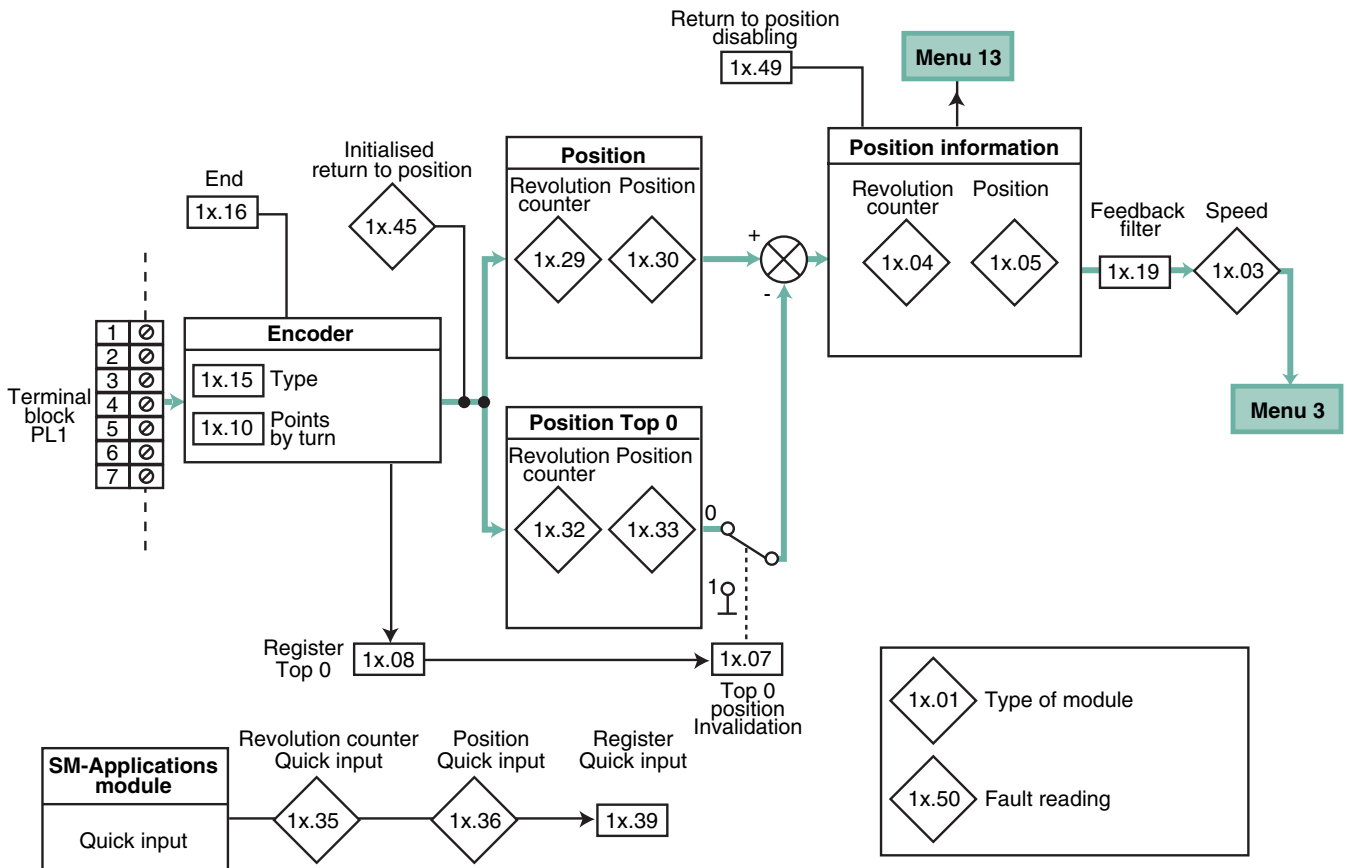 Return to position
disabling
1x.49
Menu 13
Initialised
return to position
1x.45
End
1x.16
Position
Revolution
counter
Position
1x.29
1x.30
+
-
Position information
Revolution
counter
Position
1x.04
1x.05
Feedback
filter
1x.19
Speed
1x.03
Menu 3
Terminal
block
PL1
1
2
3
4
5
6
7
Encoder
1x.15 Type
1x.10 Points
by turn
Position Top 0
Revolution
counter
Position
1x.32
1x.33
0
1
Register
Top 0
1x.08
1x.07
Top 0
position
Invalidation
SM-Applications
module
Quick input
Revolution counter
Quick input
1x.35
Position
Quick input
1x.36
Register
Quick input
1x.39
1x.01 Type of module
1x.50 Fault reading